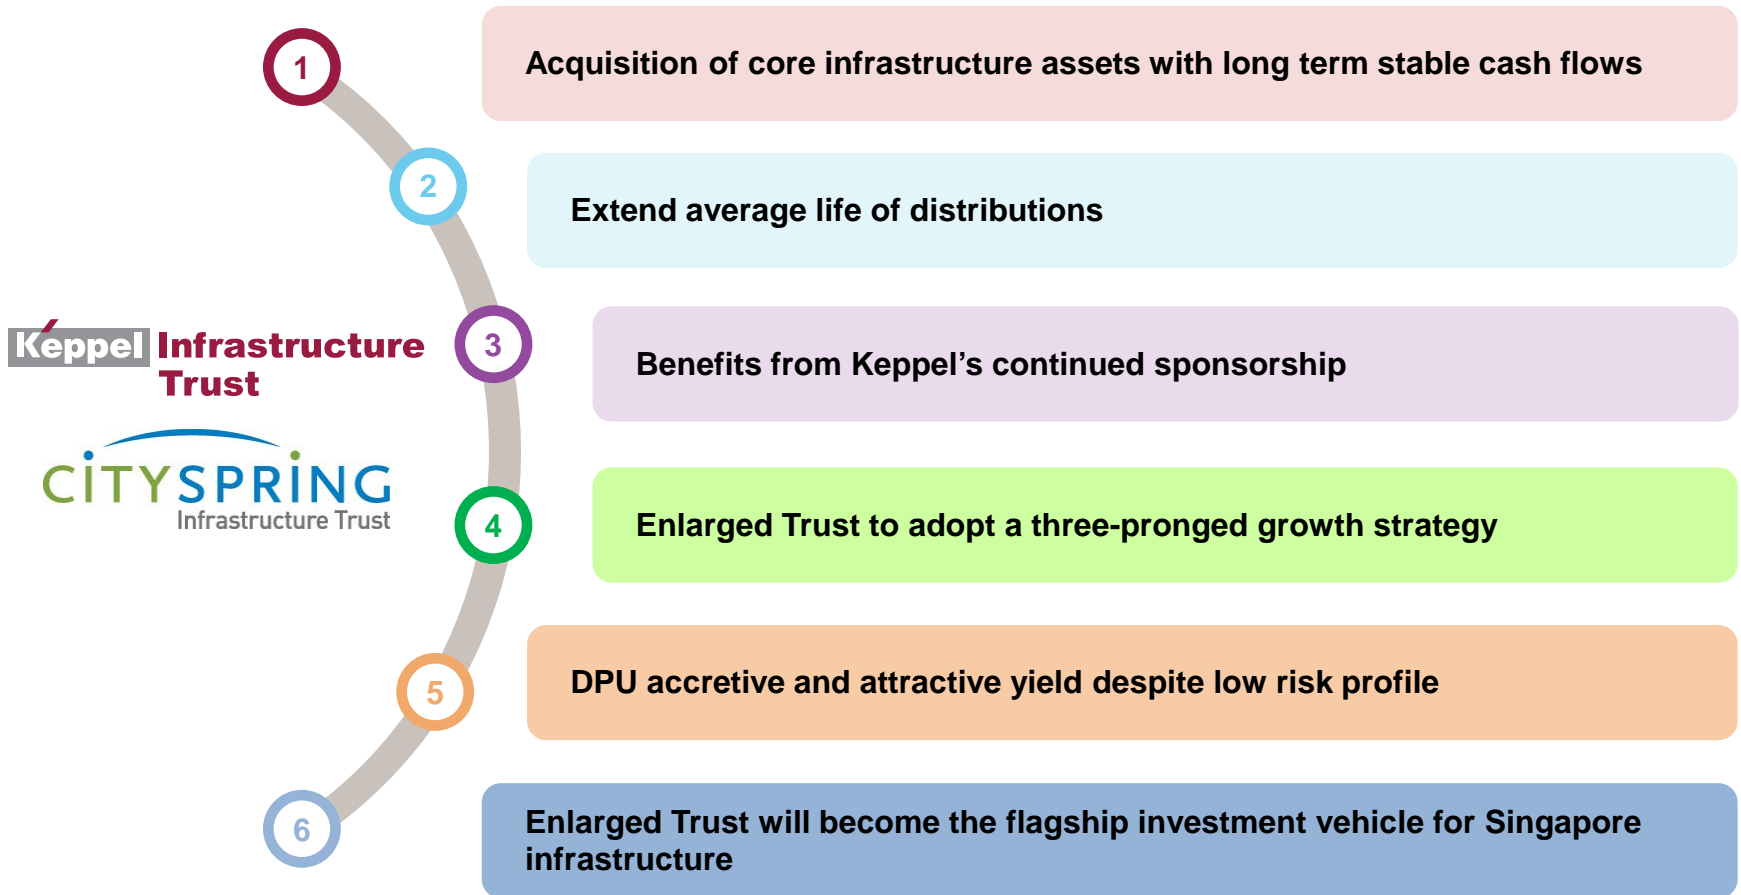 1
Acquisition of core infrastructure assets with long term stable cash flows
2
Extend average life of distributions
Keppel Infrastructure
Trust
3
Benefits from Keppel’s continued sponsorship
CiTYSPRiNG
Infrastructure Trust
4
Enlarged Trust to adopt a three-pronged growth strategy
5
DPU accretive and attractive yield despite low risk profile
6
Enlarged Trust will become the flagship investment vehicle for Singapore
infrastructure